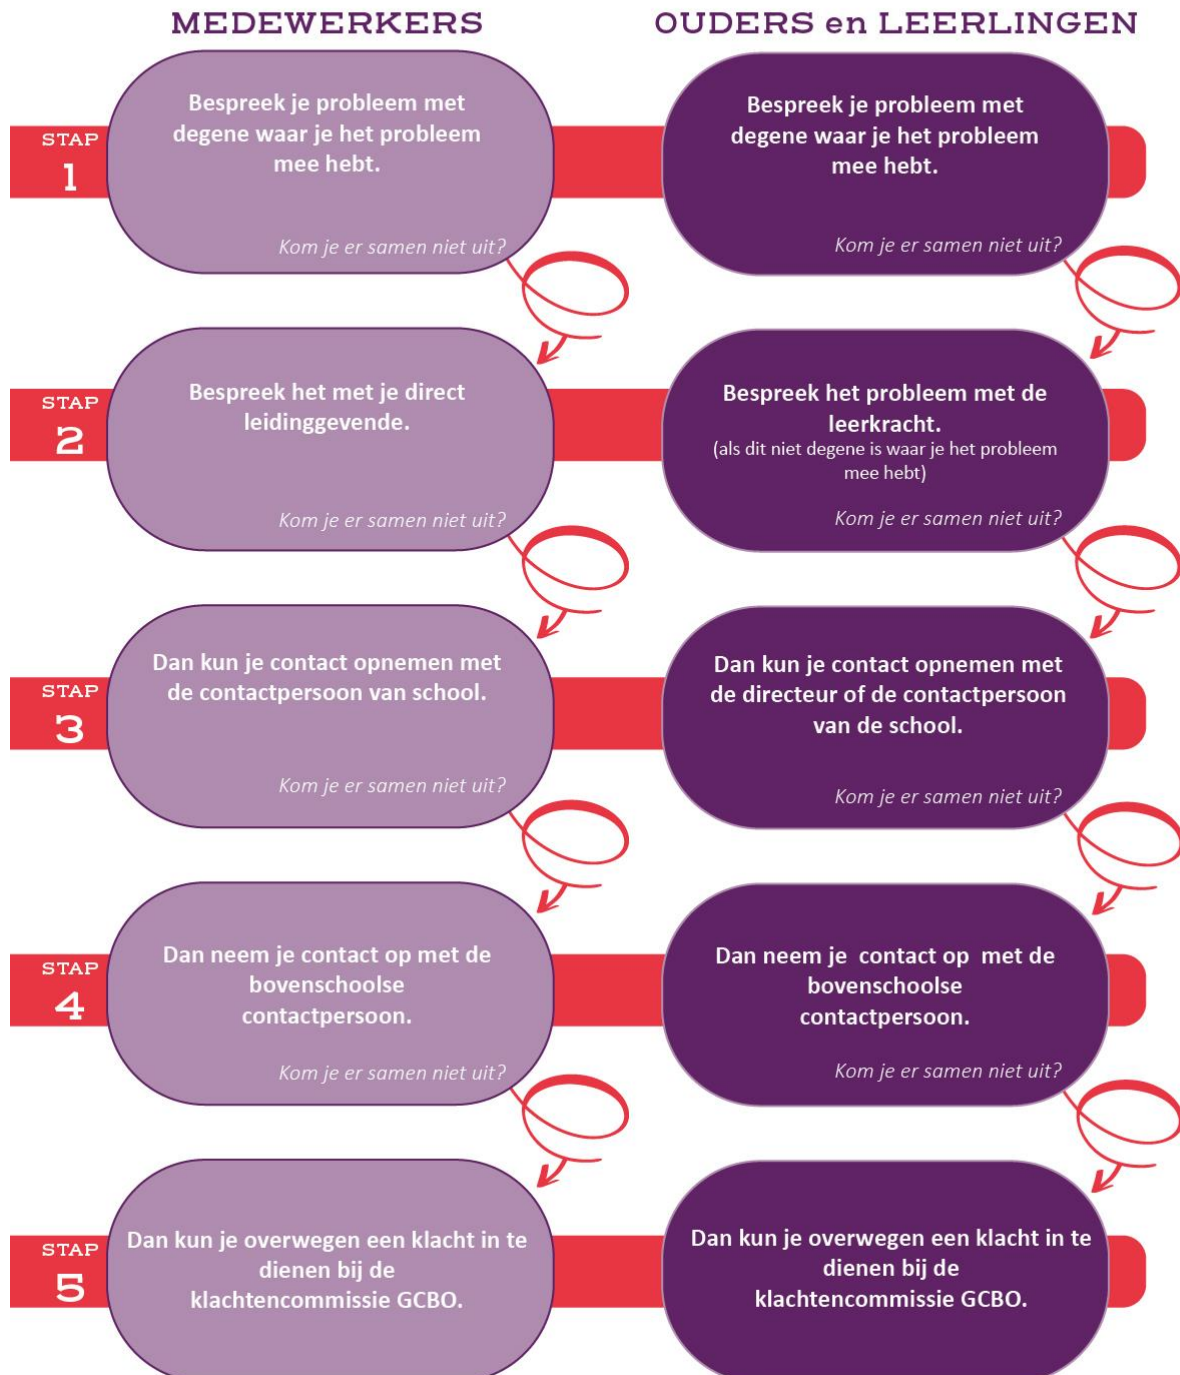 MEDEWERKERS
OUDERS en LEERLINGEN
STAP
1
Bespreek je probleem met
degene waar je het probleem
mee hebt.
Kom je er samen niet uit?
Bespreek je probleem met
degene waar je het probleem
mee hebt.
Kom je er samen niet uit?
STAP
2
Bespreek het met je direct
leidinggevende.
Kom je er samen niet uit?
Bespreek het probleem met de
leerkracht.
(als dit niet degene is waar je het probleem
mee hebt)
Kom je er samen niet uit?
STAP
3
Dan kun je contact opnemen met
de contactpersoon van school.
Kom je er samen niet uit?
Dan kun je contact opnemen met
de directeur of de contactpersoon
van de school.
Kom je er samen niet uit?
STAP
4
Dan neem je contact op met de
bovenschoolse
contactpersoon.
Kom je er samen niet uit?
Dan neem je  contact op  met de
bovenschoolse
contactpersoon.
Kom je er samen niet uit?
STAP
5
Dan kun je overwegen een klacht in te
dienen bij de
klachtencommissie GCBO.
Dan kun je overwegen een klacht in te
dienen bij de
klachtencommissie GCBO.